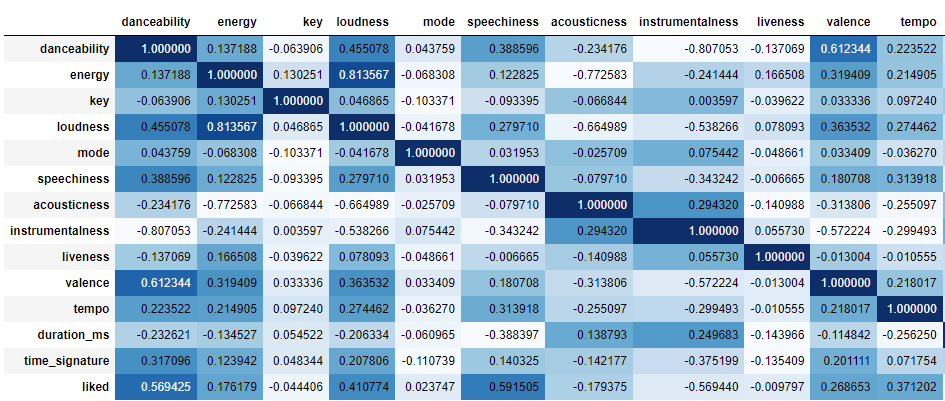 danceability energy key loudness mode speechiness acousticness instrumentalness liveness valence tempo
danceability 1.000000 0.137188 -0.063906 0.455078 0.043759 0.388596 -0.234176 -0.807053 -0.137069 0.612344 0.223522
energy 0.137188 1.000000 0.130251 0.813567 -0.068308 0.122825 -0.772583 -0.241444 0.166508 0.319409 0.214905
key -0.063906 0.130251 1.000000 0.046865 -0.103371 -0.093395 -0.066844 0.003597 -0.039622 0.033336 0.097240
loudness 0.455078 0.813567 0.046865 1.000000 -0.041678 0.279710 -0.664989 -0.538266 0.078093 0.363532 0.274462
mode 0.043759 -0.068308 -0.103371 -0.041678 1.000000 0.031953 -0.025709 0.075442 -0.048661 0.033409 -0.036270
speechiness 0.388596 0.122825 -0.093395 0.279710 0.031953 1.000000 -0.079710 -0.343242 -0.006665 0.180708 0.313918
acousticness -0.234176 -0.772583 -0.066844 -0.664989 -0.025709 -0.079710 1.000000 0.294320 -0.140988 -0.313806 -0.255097
instrumentalness -0.807053 -0.241444 0.003597 -0.538266 0.075442 -0.343242 0.294320 1.000000 0.055730 -0.572224 -0.299493
liveness -0.137069 0.166508 -0.039622 0.078093 -0.048661 -0.006665 -0.140988 0.055730 1.000000 -0.013004 -0.010555
valence 0.612344 0.319409 0.033336 0.363532 0.033409 0.180708 -0.313806 -0.572224 -0.013004 1.000000 0.218017
tempo 0.223522 0.214905 0.097240 0.274462 -0.036270 0.313918 -0.255097 -0.299493 -0.010555 0.218017 1.000000
duration_ms -0.232621 -0.134527 0.054522 -0.206334 -0.060965 -0.388397 0.138793 0.249683 -0.143966 -0.114842 -0.256250
time_signature 0.317096 0.123942 0.048334 0.207806 -0.110739 0.140325 -0.142177 -0.375199 -0.135409 0.201111 0.071754
liked 0.569425 0.176179 -0.044406 0.410774 0.023747 0.591505 -0.179375 -0.569440 -0.009797 0.268653 0.371202